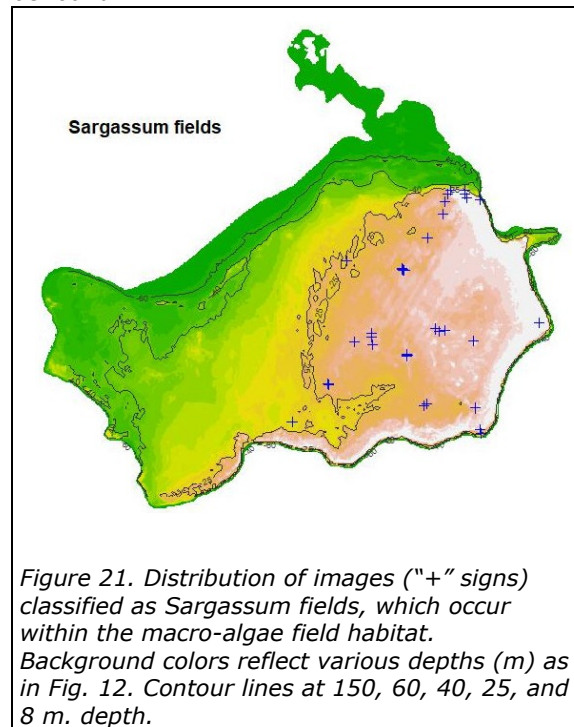 Sargassum fields
Figure 21. Distribution of images ("+" signs)
classified as Sargassum fields, which occur
within the macro-algae field habitat.
Background colors reflect various depths (m) as
in Fig. 12. Contour lines at 150, 60, 40, 25, and
8 m. depth.